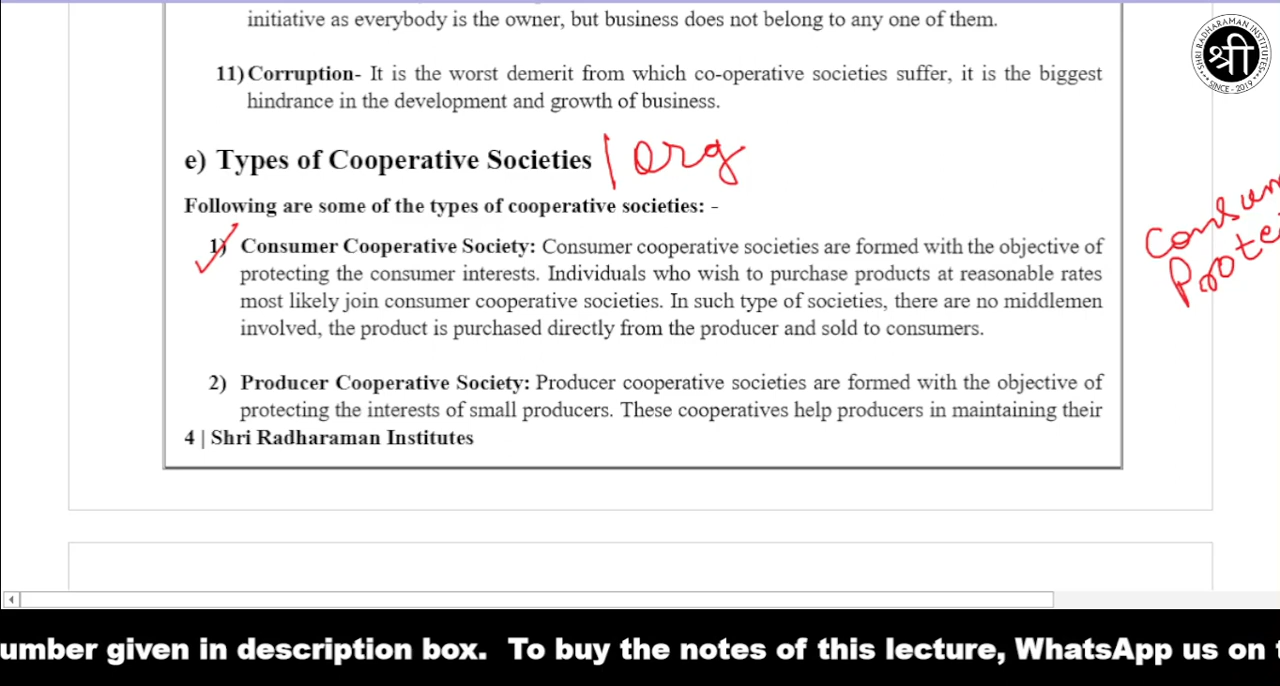 initiative as everybody is the owner, but business does not belong to any one of them.
SHRI RADHARAMAN INSTITUTES
श्री
SINCE - 2019
11) Corruption- It is the worst demerit from which co-operative societies suffer, it is the biggest
hindrance in the development and growth of business.
e) Types of Cooperative Societies / org
Following are some of the types of cooperative societies: -
1) Consumer Cooperative Society: Consumer cooperative societies are formed with the objective of
protecting the consumer interests. Individuals who wish to purchase products at reasonable rates
most likely join consumer cooperative societies. In such type of societies, there are no middlemen
involved, the product is purchased directly from the producer and sold to consumers.
Consum
Prote
2) Producer Cooperative Society: Producer cooperative societies are formed with the objective of
protecting the interests of small producers. These cooperatives help producers in maintaining their
4 | Shri Radharaman Institutes
umber given in description box. To buy the notes of this lecture, WhatsApp us on t